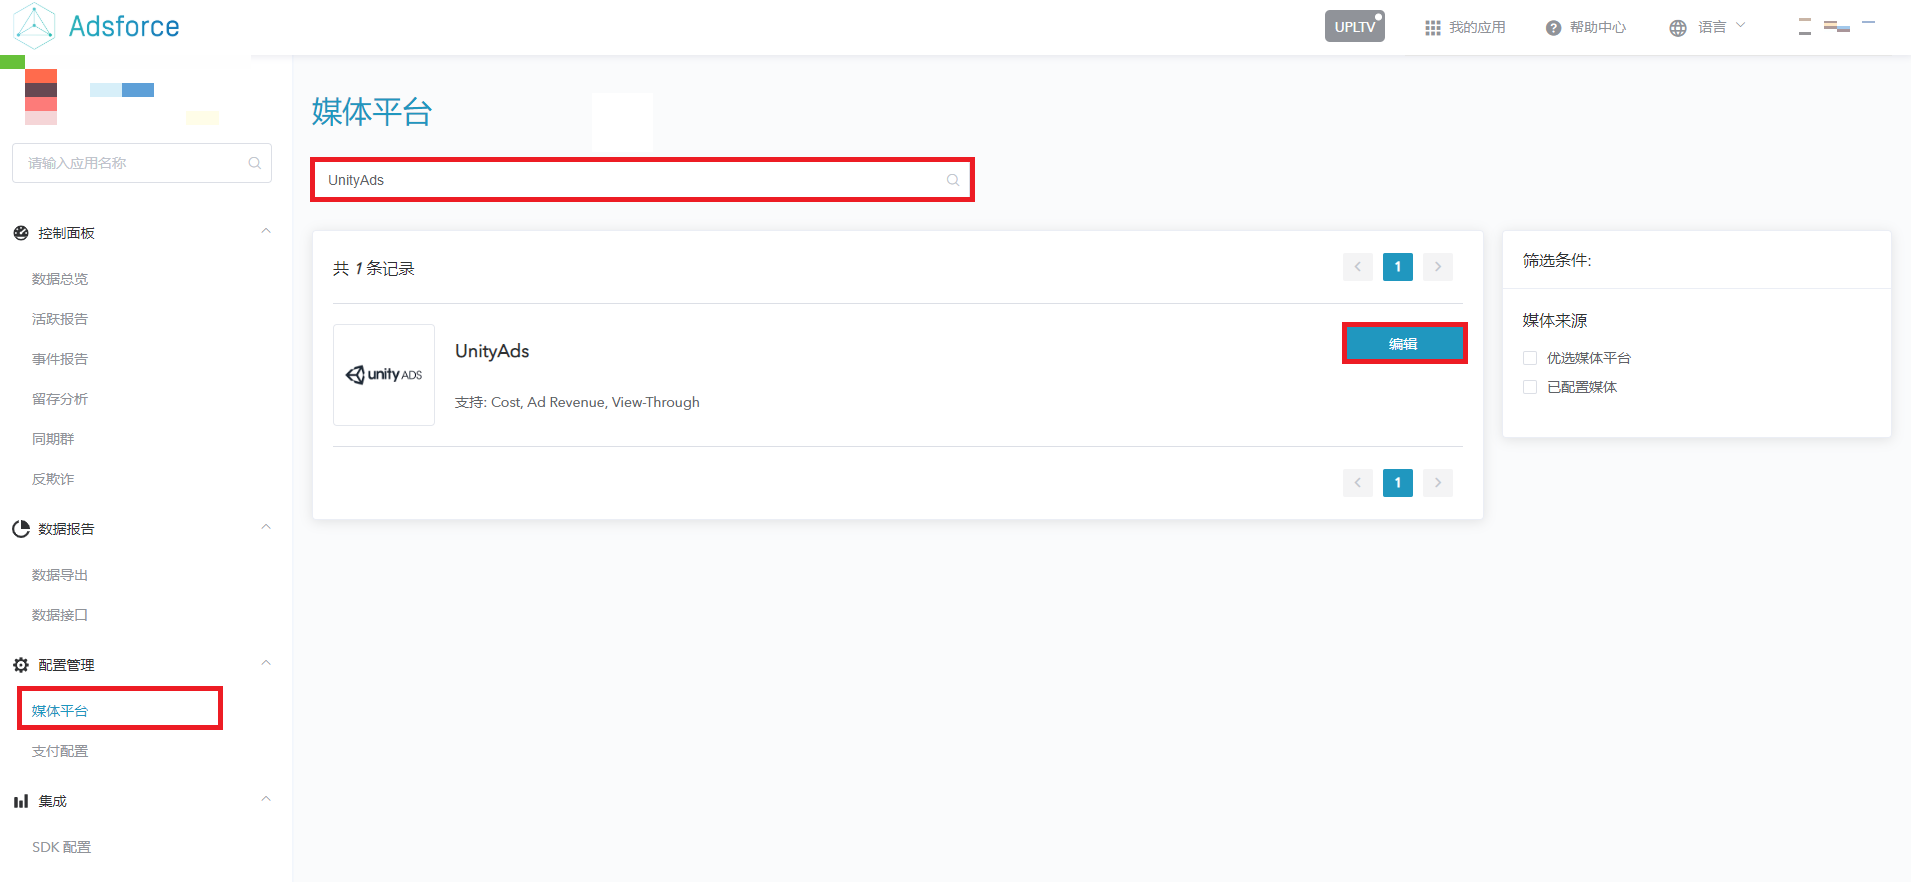 Adsforce
UPLTV
我的应用
帮助中心
语言
请输入应用名称
控制面板
数据总览
活跃报告
事件报告
留存分析
同期群
反欺诈
数据报告
数据导出
数据接口
配置管理
媒体平台
支付配置
集成
SDK 配置
媒体平台
UnityAds
共 1 条记录
1
unity ADS
UnityAds
编辑
支持: Cost, Ad Revenue, View-Through
1
筛选条件:
媒体来源
优选媒体平台
已配置媒体